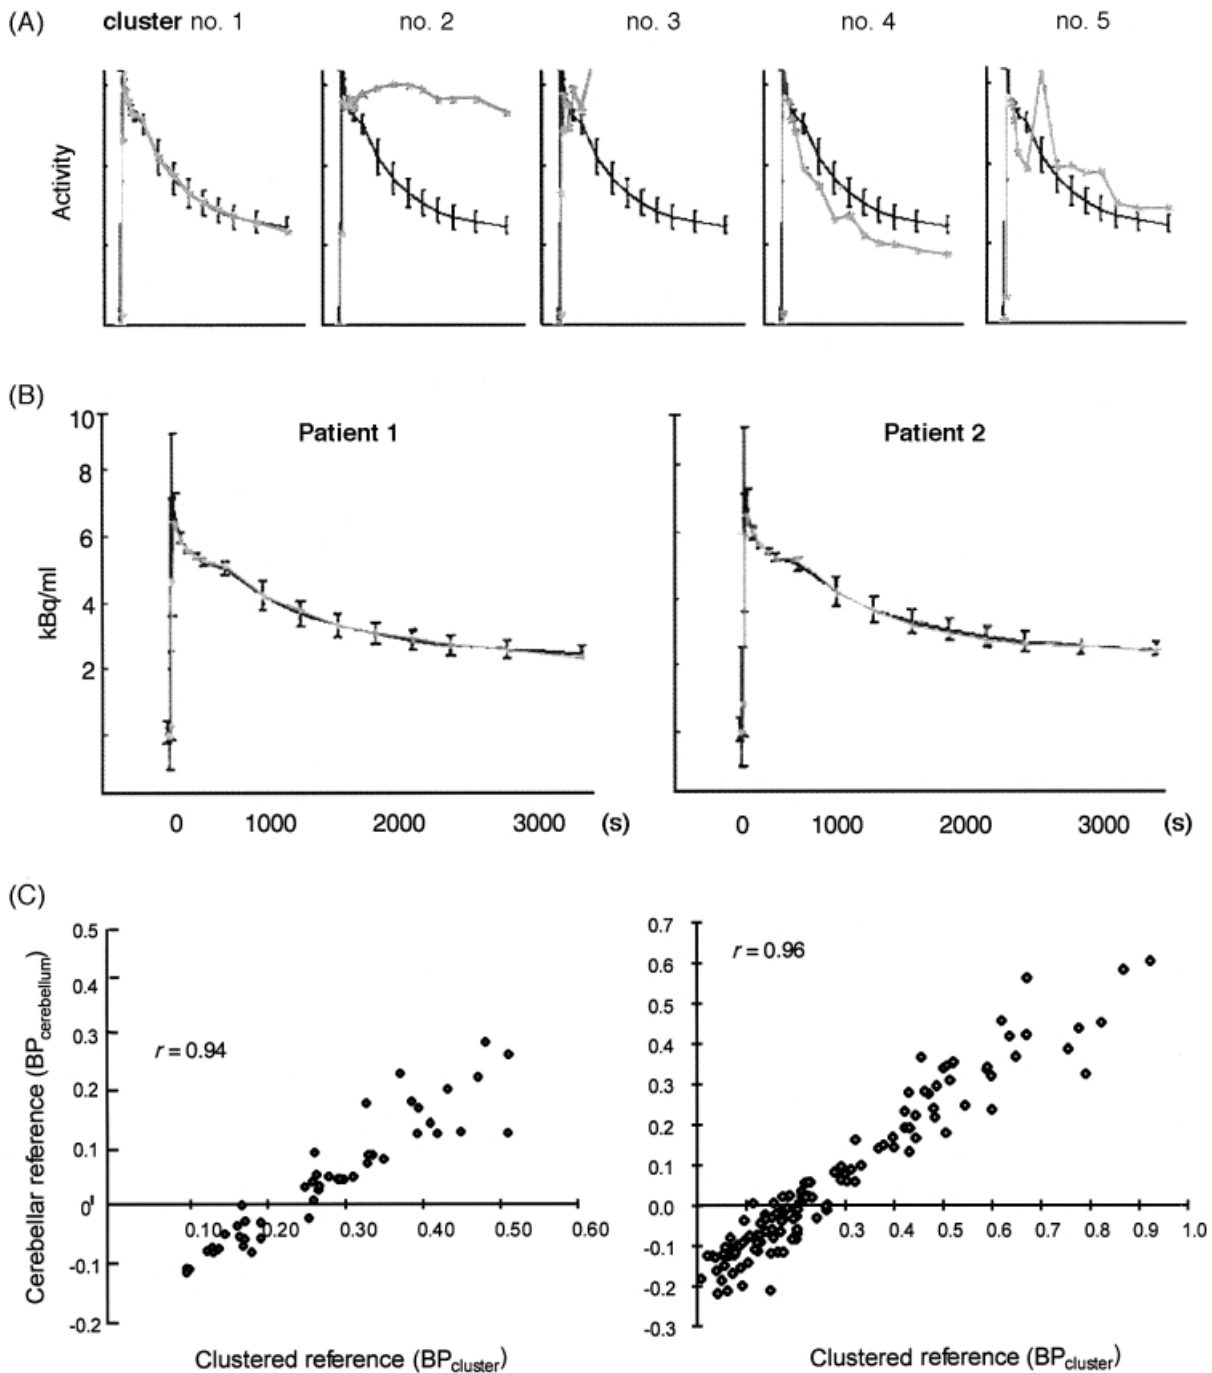 (A)
cluster no. 1 no. 2 no. 3 no. 4 no. 5
Activity
(B)
Patient 1
10
8
6
4
2
kBq/ml
0 1000 2000 3000 (s)
Patient 2
0 1000 2000 3000 (s)
(C)
0.5
0.4
0.3
0.2
0.1
0
-0.1
-0.2
r = 0.94
Cerebellar reference (BPcerebellum)
0.10 0.20 0.30 0.40 0.50 0.60
Clustered reference (BPcluster)
0.7
0.6
0.5
0.4
0.3
0.2
0.1
0.0
-0.1
-0.2
-0.3
r = 0.96
0.3 0.4 0.5 0.6 0.7 0.8 0.9 1.0
Clustered reference (BPcluster)